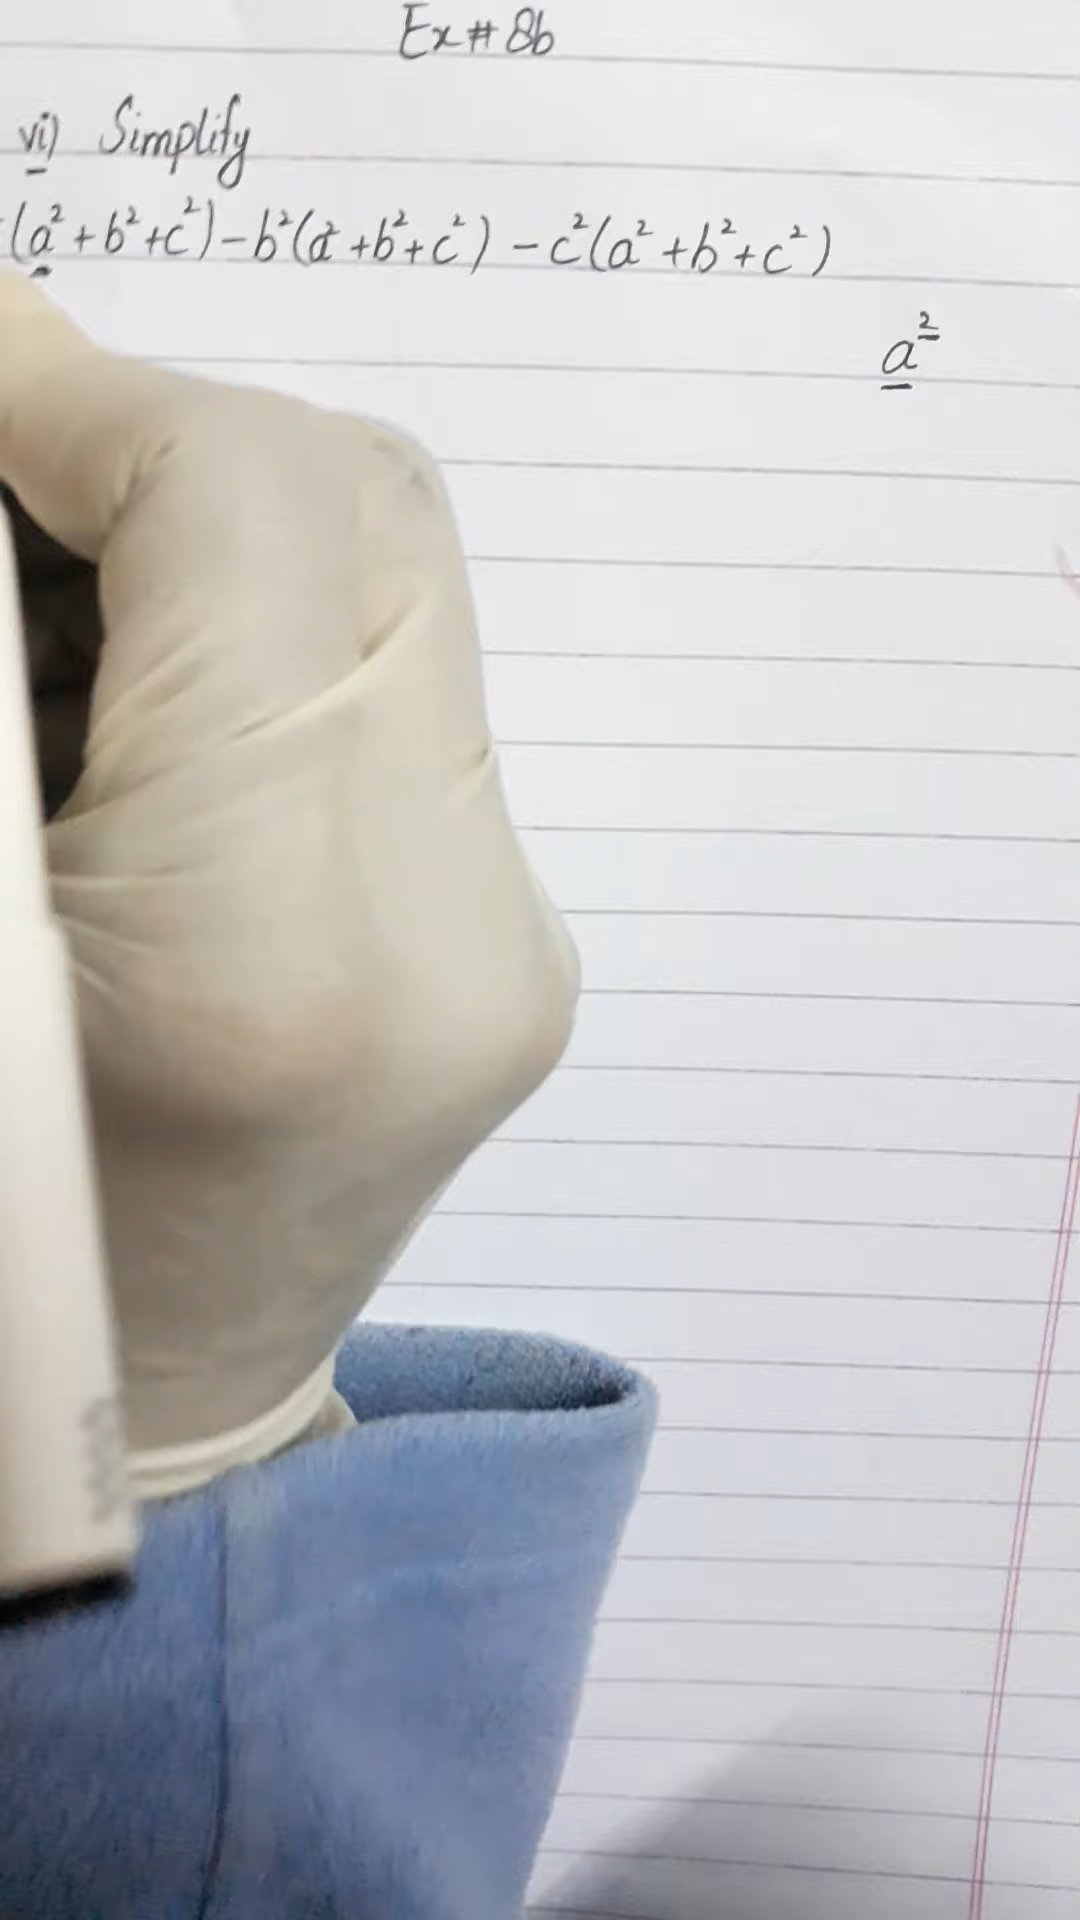 Ex # 8b
vi) Simplify
(a² + b² + c²) - b²(a² + b² + c²) - c²(a² + b² + c²)
a²